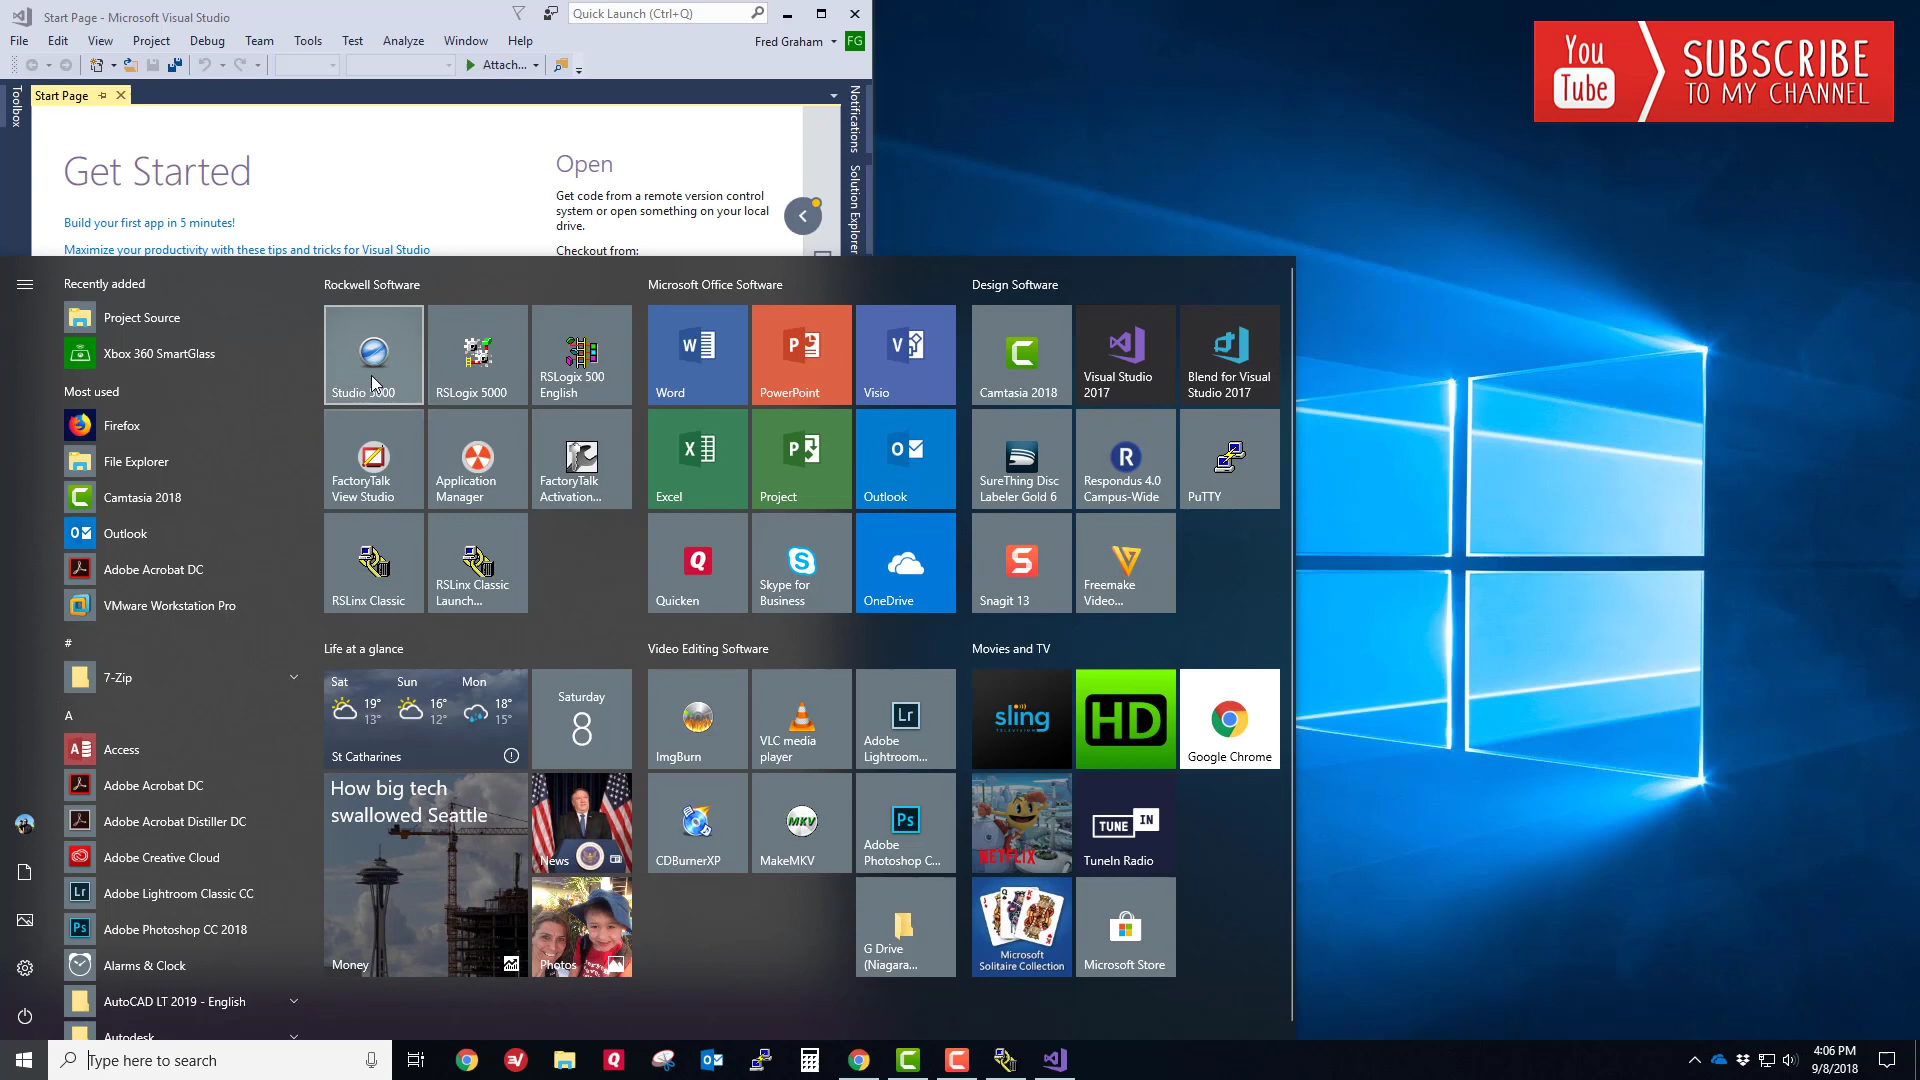 Start Page - Microsoft Visual Studio
Quick Launch (Ctrl+Q)
File Edit View Project Debug Team Tools Test Analyze Window Help
Fred Graham FG
Attach...
Toolbox
Start Page
Notifications
Solution Explorer
Get Started
Build your first app in 5 minutes!
Maximize your productivity with these tips and tricks for Visual Studio
Open
Get code from a remote version control
system or open something on your local
drive.
Checkout from:
You
Tube
SUBSCRIBE
TO MY CHANNEL
Recently added
Project Source
Xbox 360 SmartGlass
Most used
Firefox
File Explorer
Camtasia 2018
Outlook
Adobe Acrobat DC
VMware Workstation Pro
#
7-Zip
A
Access
Adobe Acrobat DC
Adobe Acrobat Distiller DC
Adobe Creative Cloud
Adobe Lightroom Classic CC
Adobe Photoshop CC 2018
Alarms & Clock
AutoCAD LT 2019 - English
Autodesk
Rockwell Software
Studio 5000
RSLogix 5000
RSLogix 500
English
FactoryTalk
View Studio
Application
Manager
FactoryTalk
Activation...
RSLinx Classic
RSLinx Classic
Launch...
Microsoft Office Software
Word
PowerPoint
Visio
Excel
Project
Outlook
Quicken
Skype for
Business
OneDrive
Design Software
Camtasia 2018
Visual Studio
2017
Blend for Visual
Studio 2017
SureThing Disc
Labeler Gold 6
Respondus 4.0
Campus-Wide
PuTTY
Snagit 13
Freemake
Video...
Life at a glance
Sat Sun Mon
19° 16° 18°
13° 12° 15°
St Catharines
Saturday
8
How big tech
swallowed Seattle
Money
News
Photos
Video Editing Software
ImgBurn
VLC media
player
Lr
Adobe
Lightroom...
CDBurnerXP
MKV
MakeMKV
Ps
Adobe
Photoshop C...
G Drive
(Niagara...
Movies and TV
sling
TELEVISION
HD
Google Chrome
NETFLIX
TUNE IN
TuneIn Radio
Microsoft
Solitaire Collection
Microsoft Store
Type here to search
4:06 PM
9/8/2018